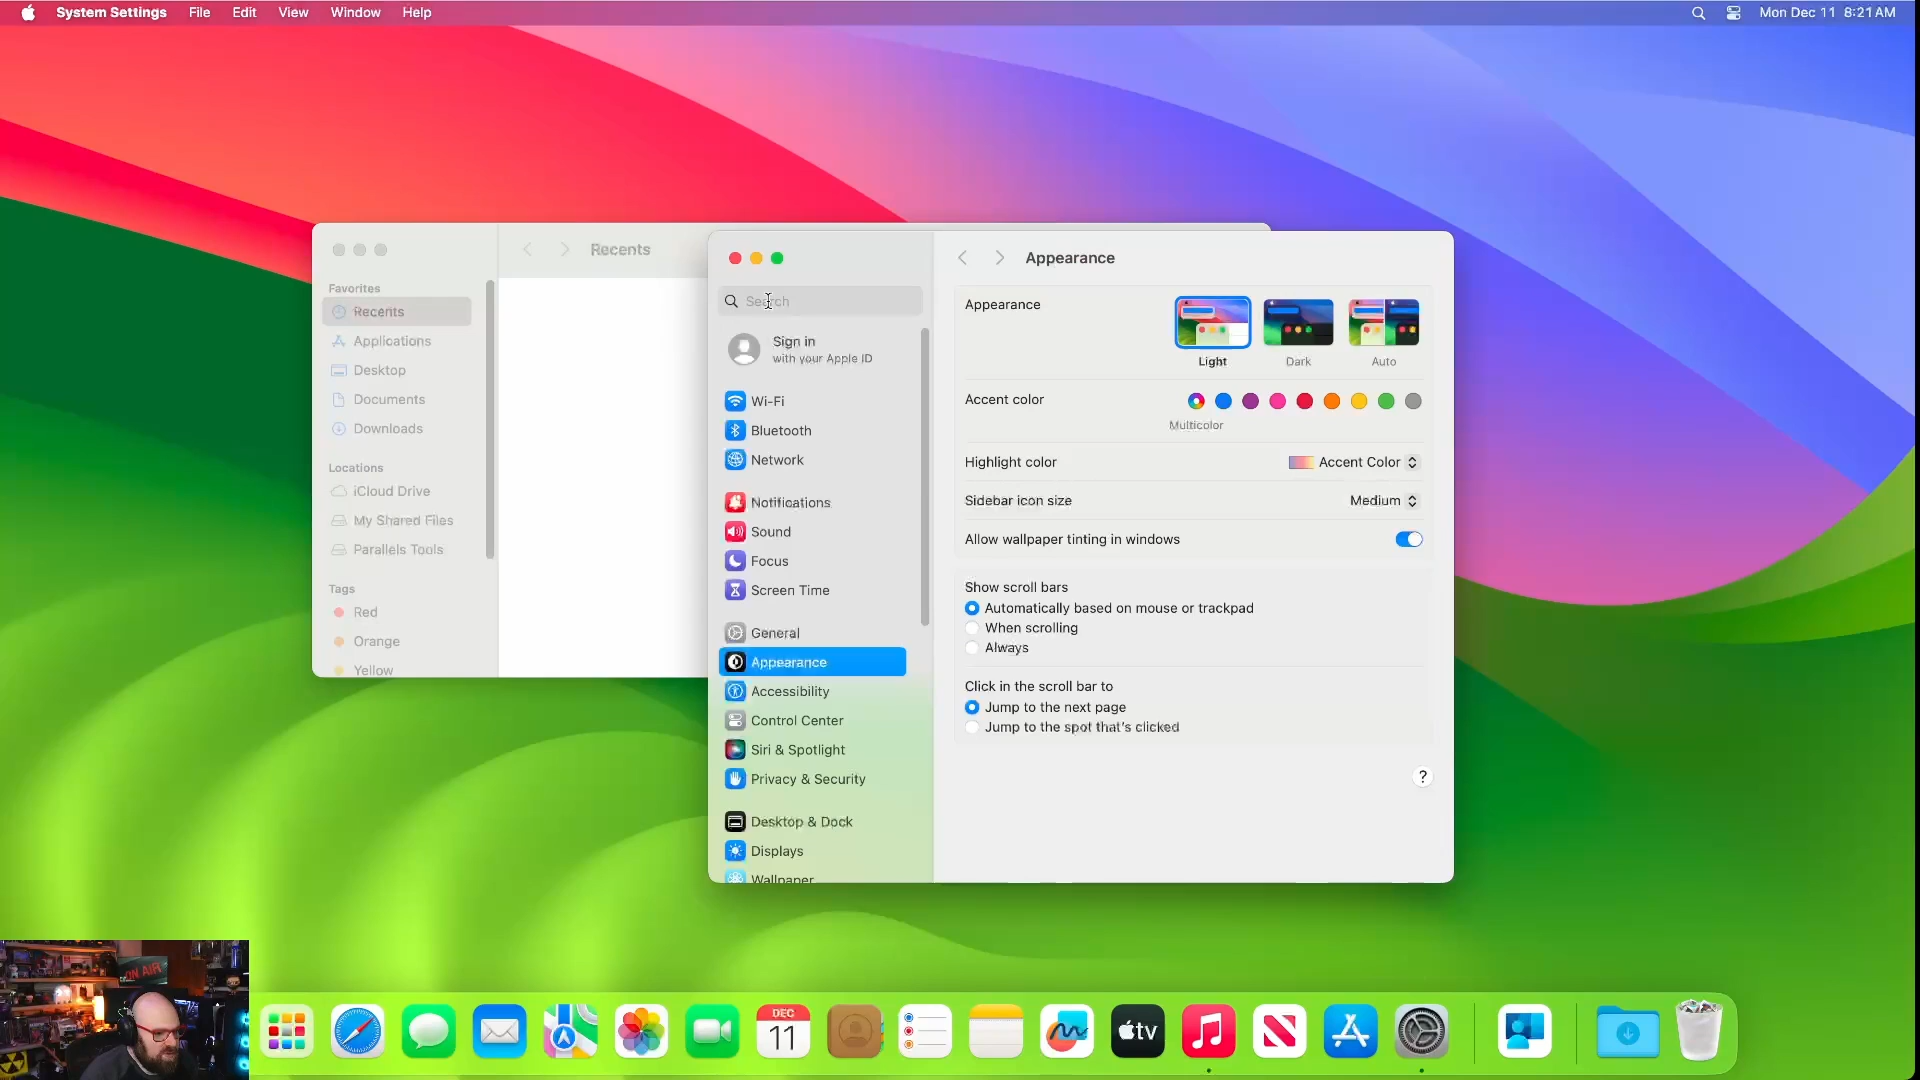 System Settings File Edit View Window Help
Mon Dec 11 8:21 AM
Recents
Favorites
Recents
Applications
Desktop
Documents
Downloads
Locations
iCloud Drive
My Shared Files
Parallels Tools
Tags
Red
Orange
Yellow
Search
Sign in
with your Apple ID
Wi-Fi
Bluetooth
Network
Notifications
Sound
Focus
Screen Time
General
Appearance
Accessibility
Control Center
Siri & Spotlight
Privacy & Security
Desktop & Dock
Displays
Wallpaper
Appearance
Appearance
Light Dark Auto
Accent color
Multicolor
Highlight color Accent Color
Sidebar icon size Medium
Allow wallpaper tinting in windows
Show scroll bars
Automatically based on mouse or trackpad
When scrolling
Always
Click in the scroll bar to
Jump to the next page
Jump to the spot that's clicked
?
ON AIR
DEC
11
tv